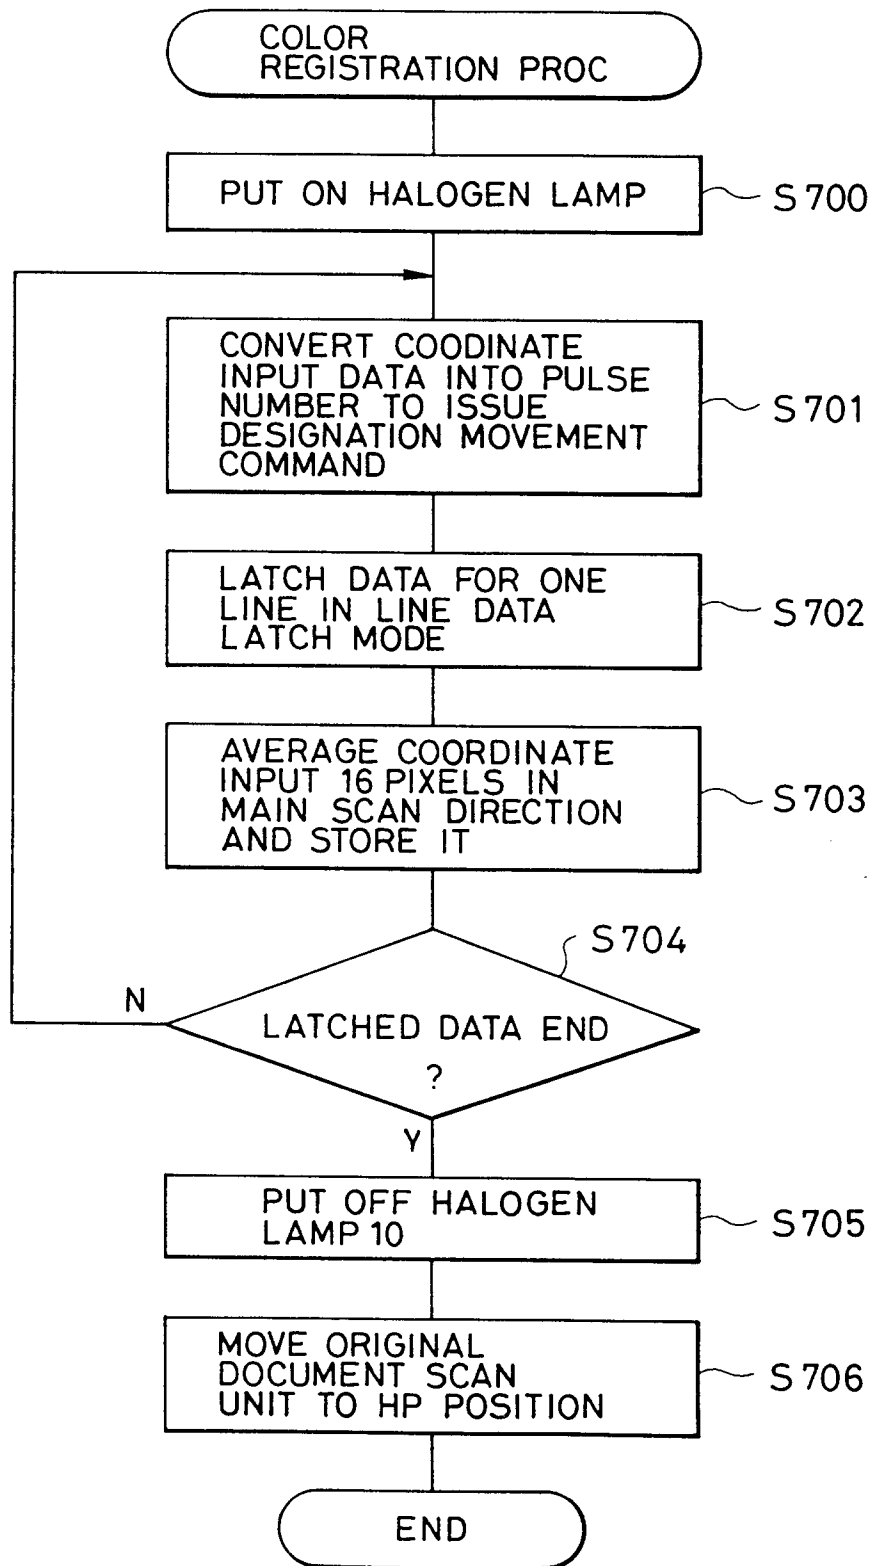 COLOR
REGISTRATION PROC
PUT ON HALOGEN LAMP
S700
CONVERT COODINATE
INPUT DATA INTO PULSE
NUMBER TO ISSUE
DESIGNATION MOVEMENT
COMMAND
S701
LATCH DATA FOR ONE
LINE IN LINE DATA
LATCH MODE
S702
AVERAGE COORDINATE
INPUT 16 PIXELS IN
MAIN SCAN DIRECTION
AND STORE IT
S703
S704
N
LATCHED DATA END
?
Y
PUT OFF HALOGEN
LAMP 10
S705
MOVE ORIGINAL
DOCUMENT SCAN
UNIT TO HP POSITION
S706
END